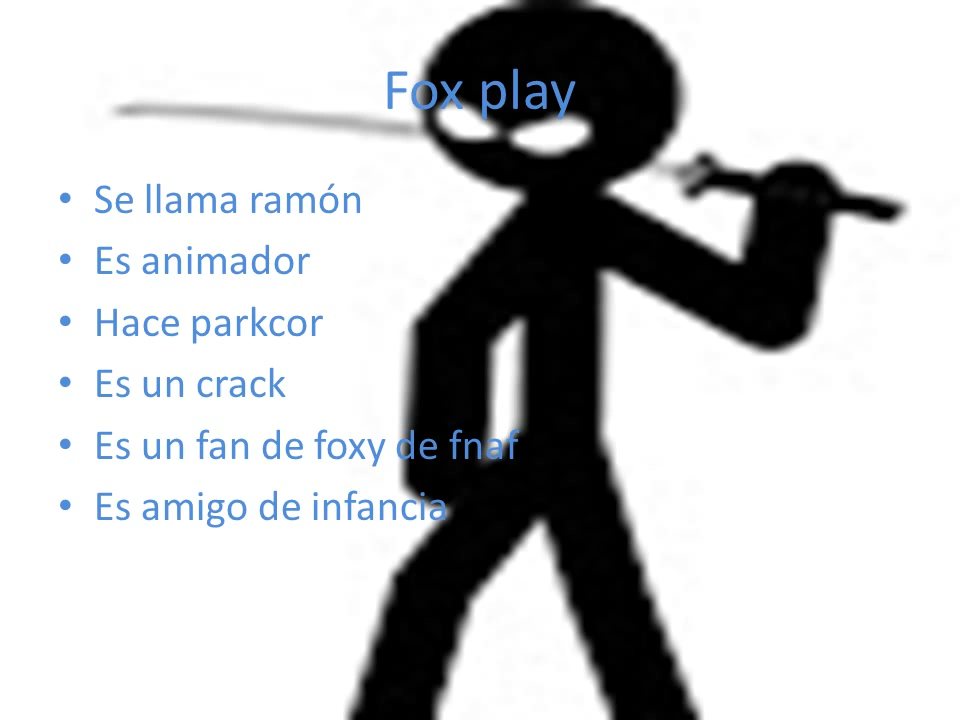 Fox play
• Se llama ramón
• Es animador
• Hace parkcor
• Es un crack
• Es un fan de foxy de fnaf
• Es amigo de infancia